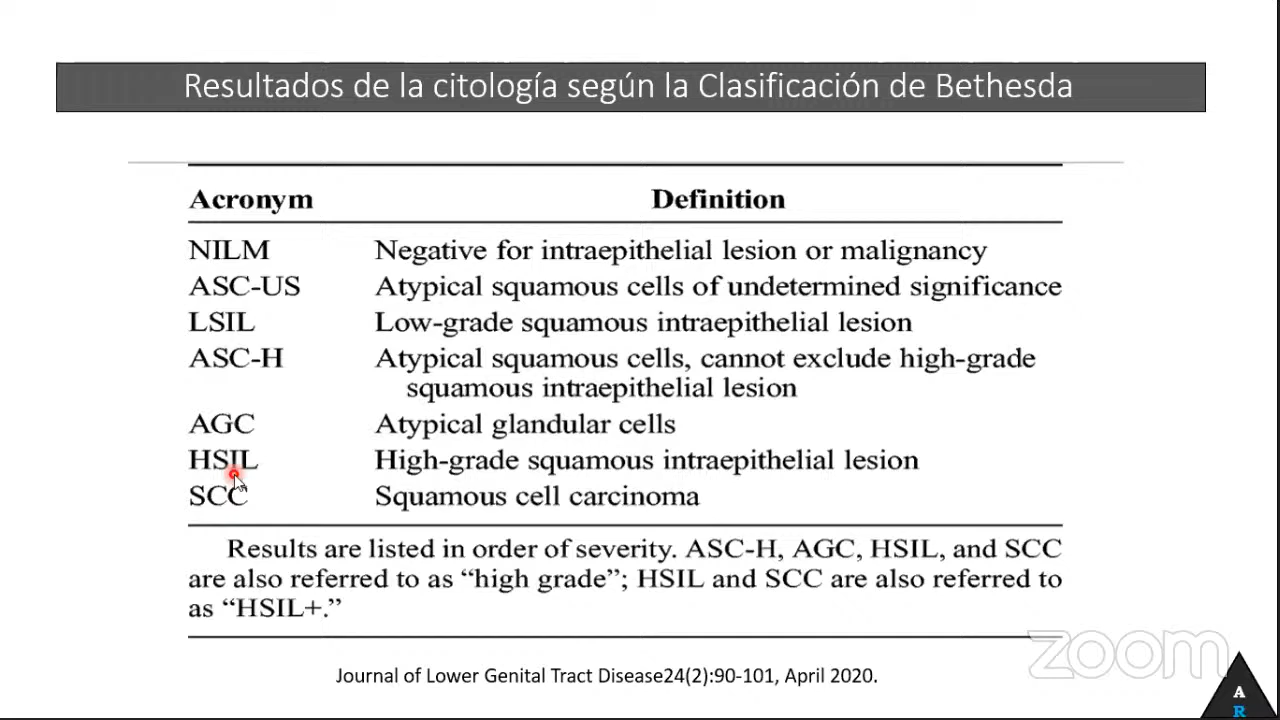 Resultados de la citología según la Clasificación de Bethesda
Acronym Definition
NILM Negative for intraepithelial lesion or malignancy
ASC-US Atypical squamous cells of undetermined significance
LSIL Low-grade squamous intraepithelial lesion
ASC-H Atypical squamous cells, cannot exclude high-grade
squamous intraepithelial lesion
AGC Atypical glandular cells
HSIL High-grade squamous intraepithelial lesion
SCC Squamous cell carcinoma
Results are listed in order of severity. ASC-H, AGC, HSIL, and SCC
are also referred to as “high grade”; HSIL and SCC are also referred to
as “HSIL+.”
Journal of Lower Genital Tract Disease24(2):90-101, April 2020.
zoom
A
R